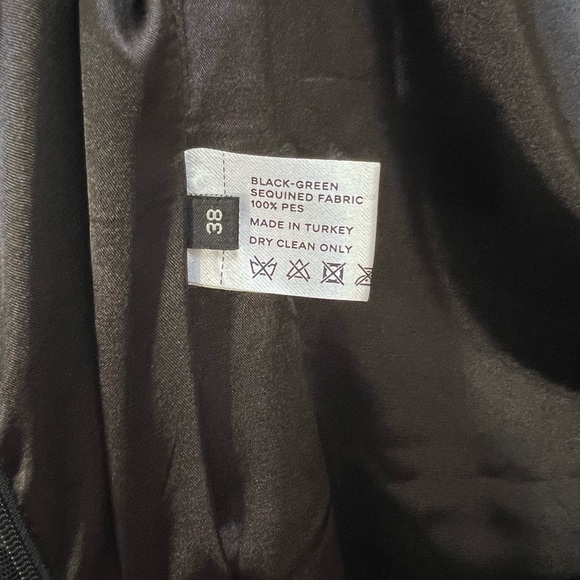 BLACK-GREEN
SEQUINED FABRIC
100% PES
MADE IN TURKEY
DRY CLEAN ONLY
38